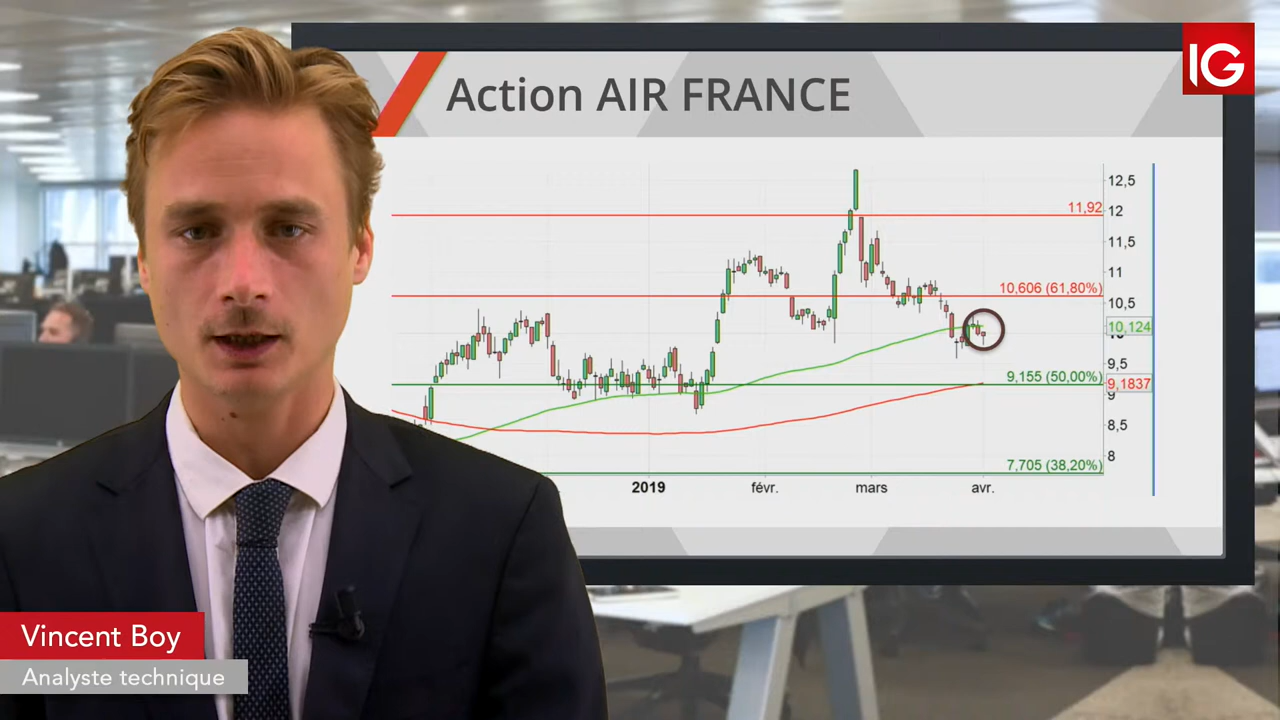 IG
Action AIR FRANCE
12,5
11,92
12
11,5
11
10,606 (61,80%)
10,5
10,124
9,5
9,155 (50,00%)
9,1837
9
8,5
8
7,705 (38,20%)
2019
févr.
mars
avr.
Vincent Boy
Analyste technique